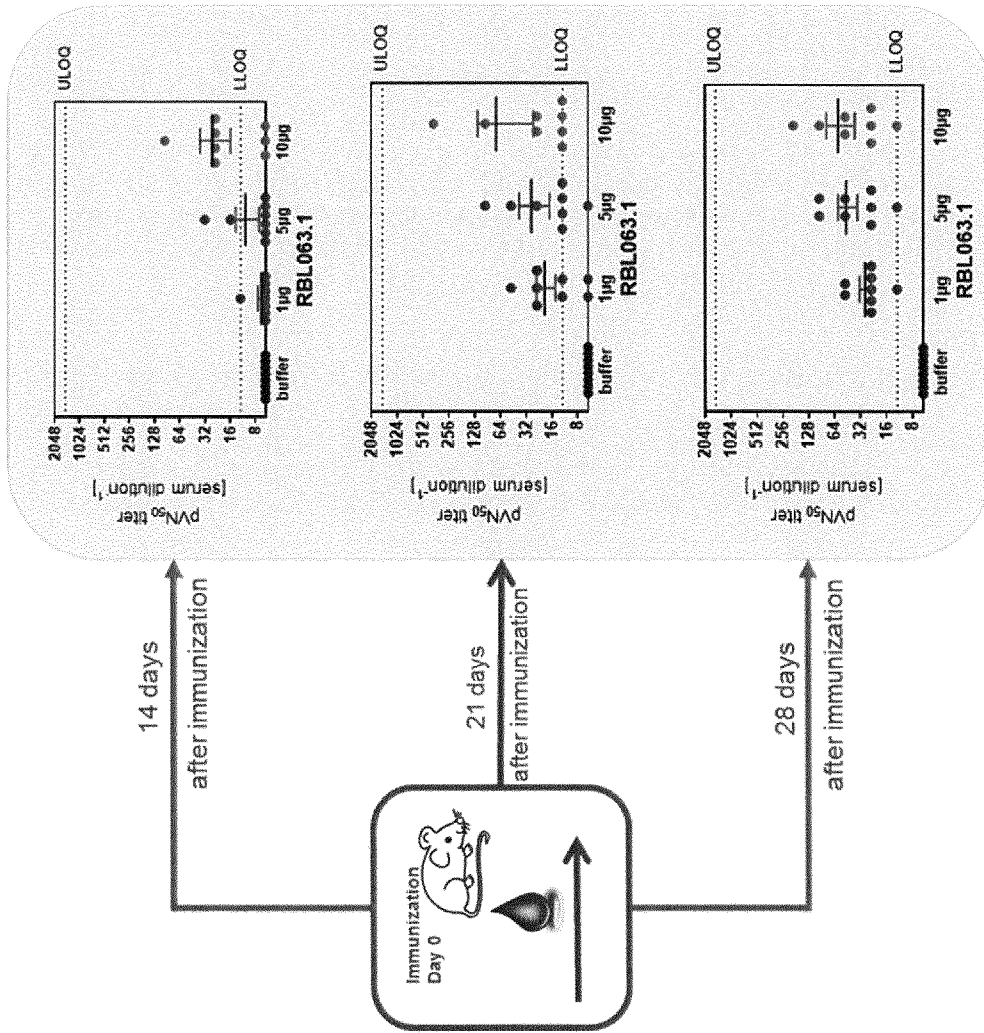 Immunization
Day 0
14 days
after immunization
pVN₅₀ titer
[serum dilution⁻¹]
2048
1024
512
256
128
64
32
16
8
ULOQ
LLOQ
buffer
1µg
5µg
10µg
RBL063.1
21 days
after immunization
pVN₅₀ titer
[serum dilution⁻¹]
2048
1024
512
256
128
64
32
16
8
ULOQ
LLOQ
buffer
1µg
5µg
10µg
RBL063.1
28 days
after immunization
pVN₅₀ titer
[serum dilution⁻¹]
2048
1024
512
256
128
64
32
16
8
ULOQ
LLOQ
buffer
1µg
5µg
10µg
RBL063.1